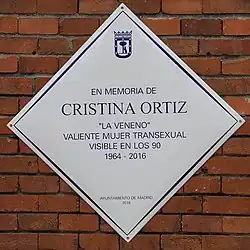 EN MEMORIA DE
CRISTINA ORTIZ
"LA VENENO"
VALIENTE MUJER TRANSEXUAL
VISIBLE EN LOS 90
1964 - 2016
AYUNTAMIENTO DE MADRID